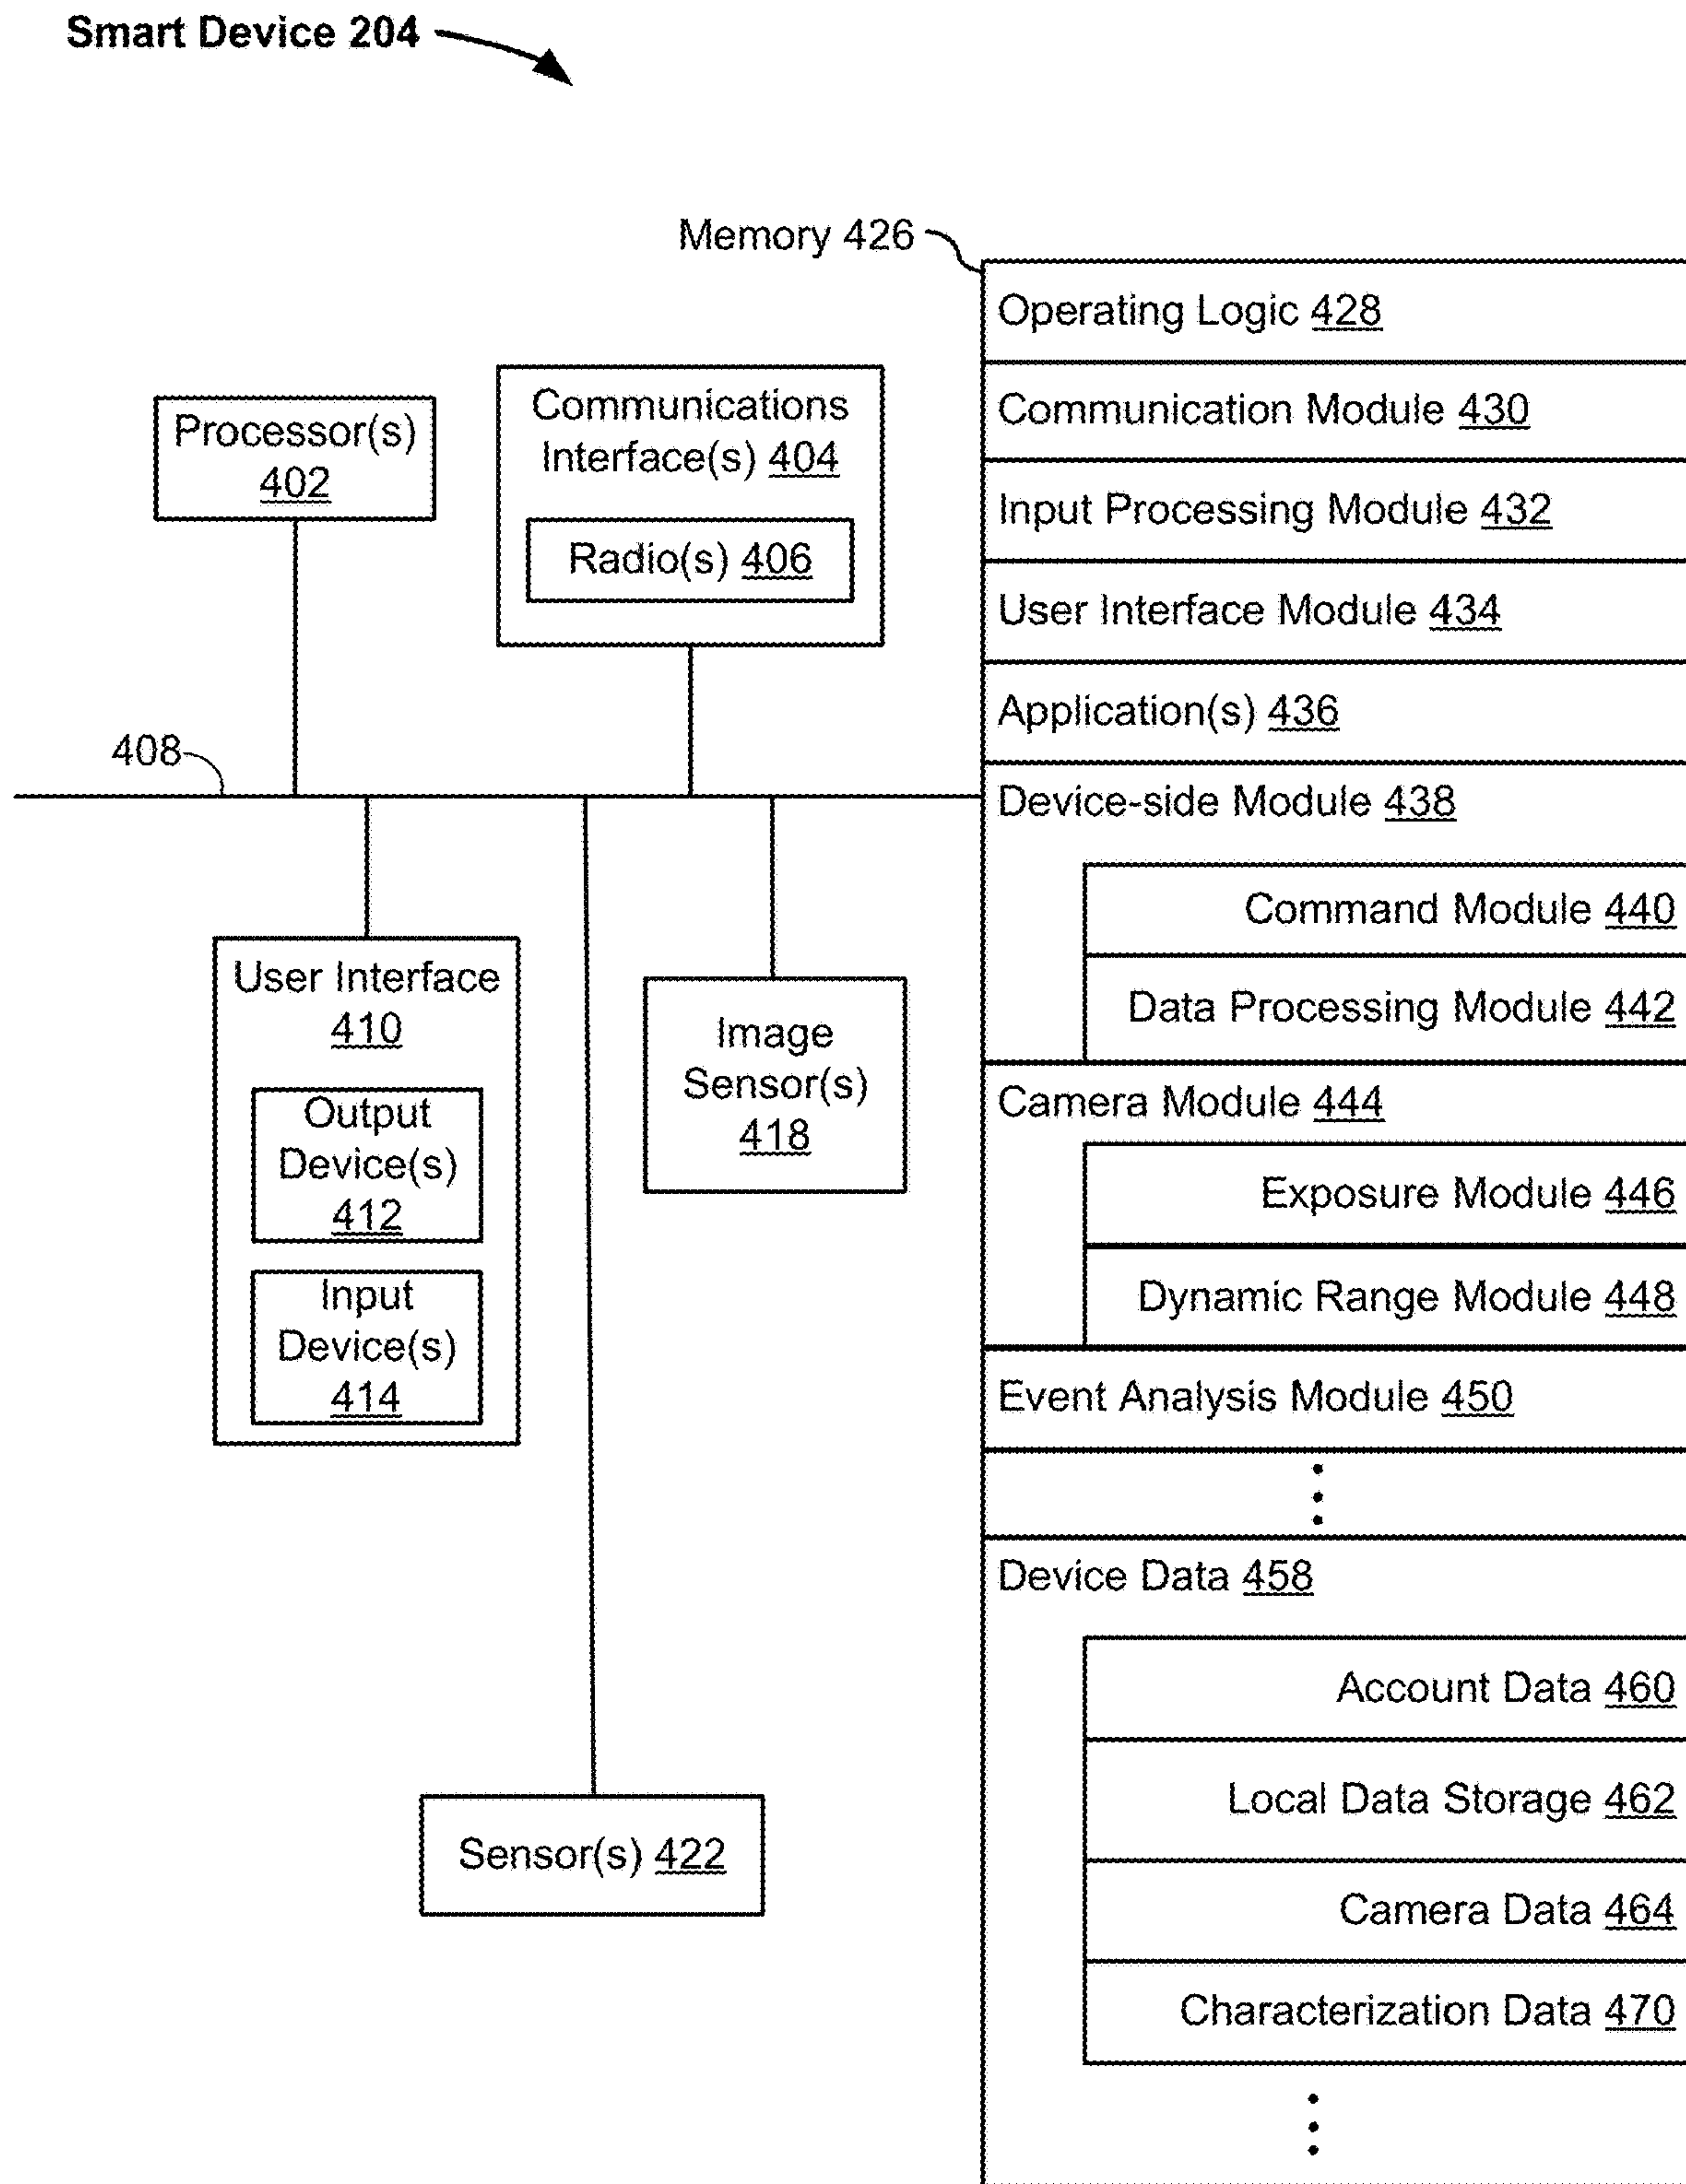 Smart Device 204
Memory 426
Operating Logic 428
Communication Module 430
Input Processing Module 432
User Interface Module 434
Application(s) 436
Device-side Module 438
Command Module 440
Data Processing Module 442
Camera Module 444
Exposure Module 446
Dynamic Range Module 448
Event Analysis Module 450
Device Data 458
Account Data 460
Local Data Storage 462
Camera Data 464
Characterization Data 470
Processor(s)
402
Communications
Interface(s) 404
Radio(s) 406
408
User Interface
410
Output
Device(s)
412
Input
Device(s)
414
Image
Sensor(s)
418
Sensor(s) 422